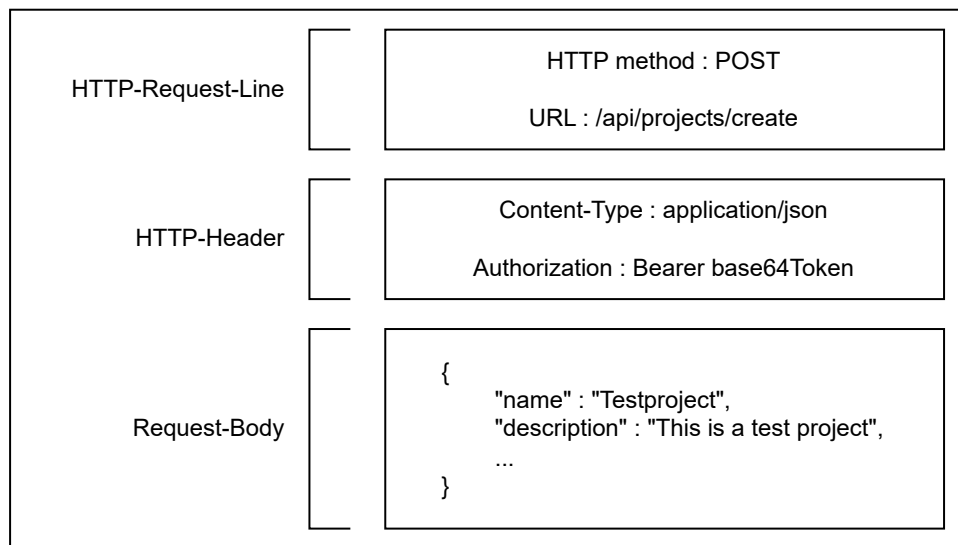 HTTP-Request-Line
HTTP method : POST
URL : /api/projects/create
HTTP-Header
Content-Type : application/json
Authorization : Bearer base64Token
Request-Body
{
"name" : "Testproject",
"description" : "This is a test project",
...
}